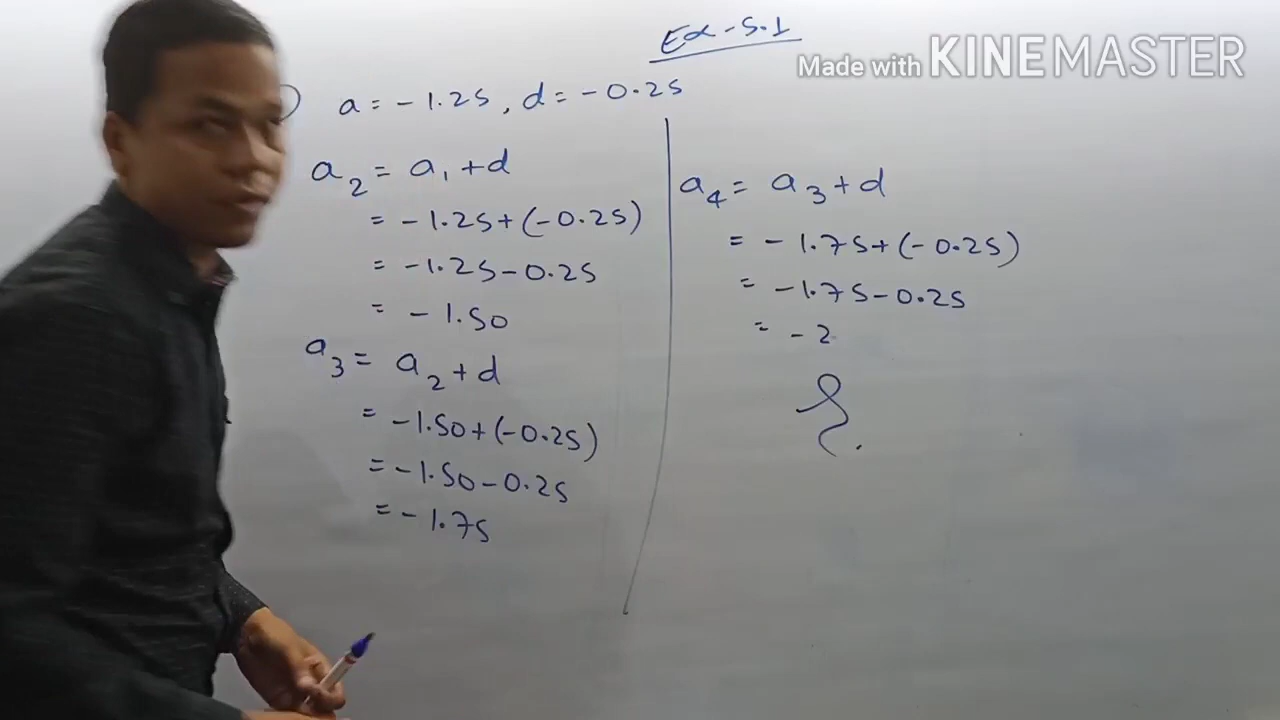 Ex - 5.1
Made with KINEMASTER
) a = - 1.25 , d = - 0.25
a₂ = a₁ + d
= - 1.25 + (- 0.25)
= - 1.25 - 0.25
= - 1.50
a₃ = a₂ + d
= - 1.50 + (- 0.25)
= - 1.50 - 0.25
= - 1.75
a₄ = a₃ + d
= - 1.75 + (- 0.25)
= - 1.75 - 0.25
= - 2